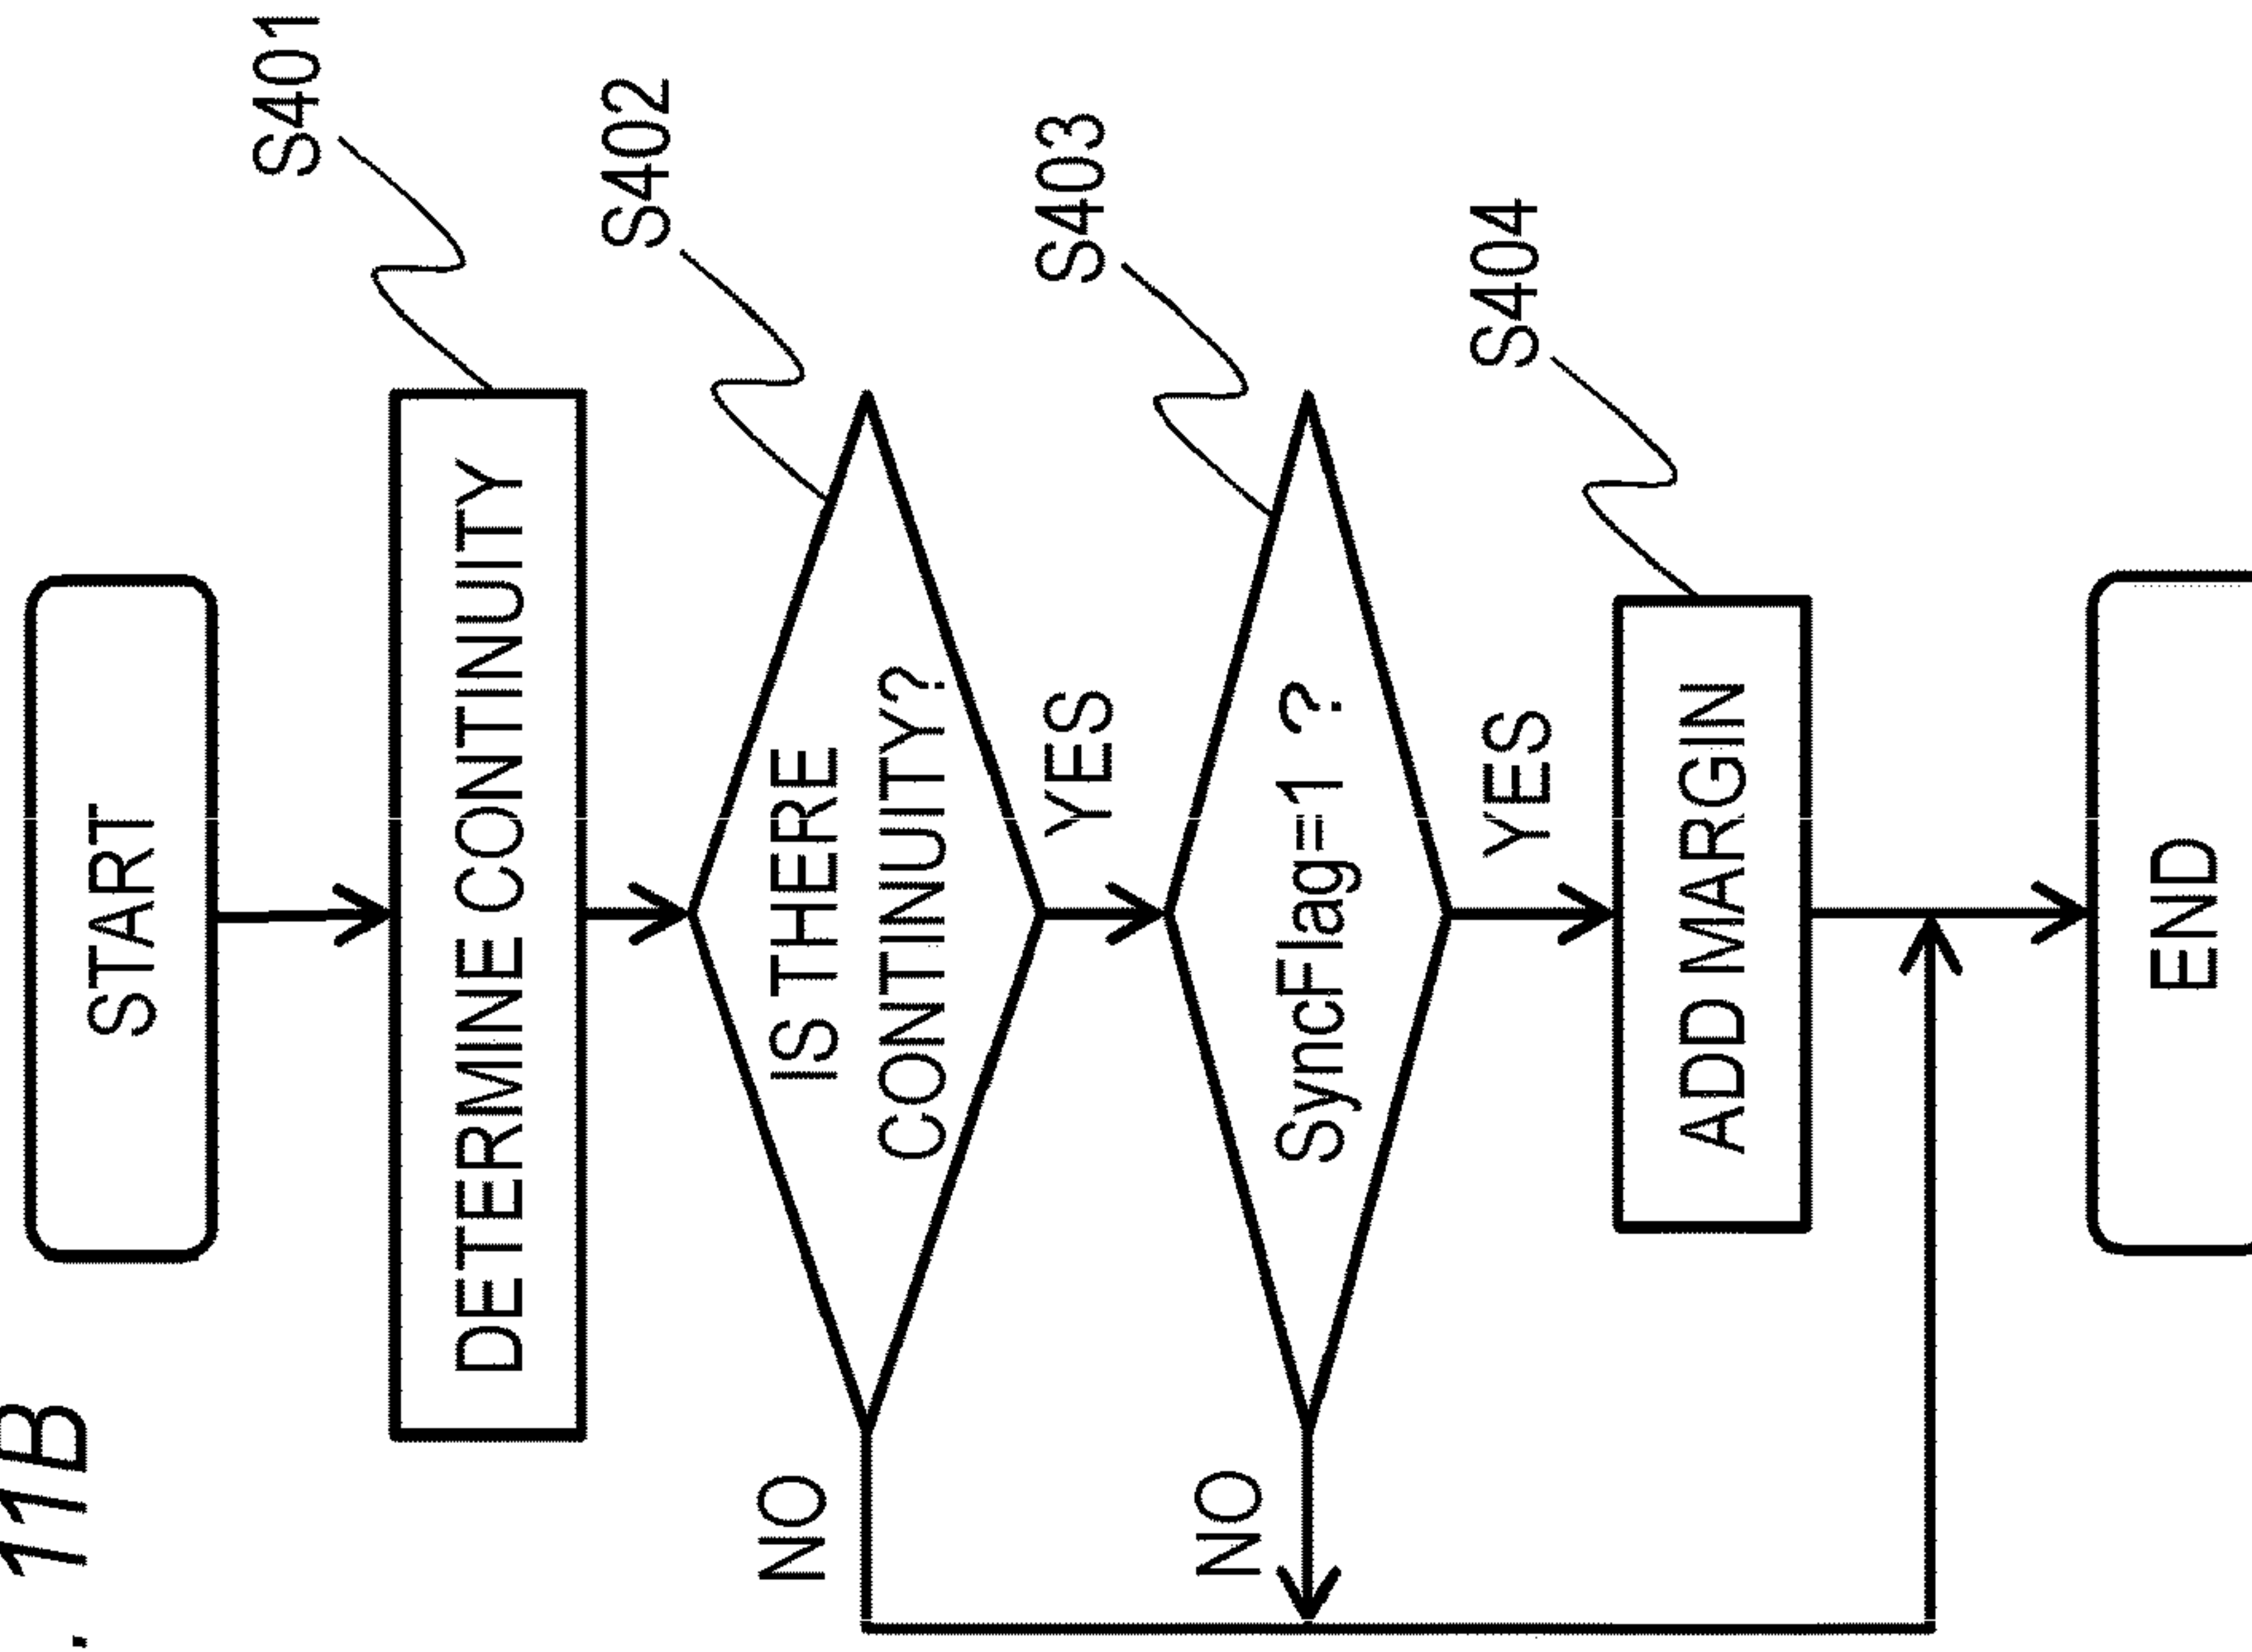 . 11B
START
S401
DETERMINE CONTINUITY
S402
IS THERE
CONTINUITY?
NO
YES
S403
SyncFlag=1 ?
NO
YES
S404
ADD MARGIN
END